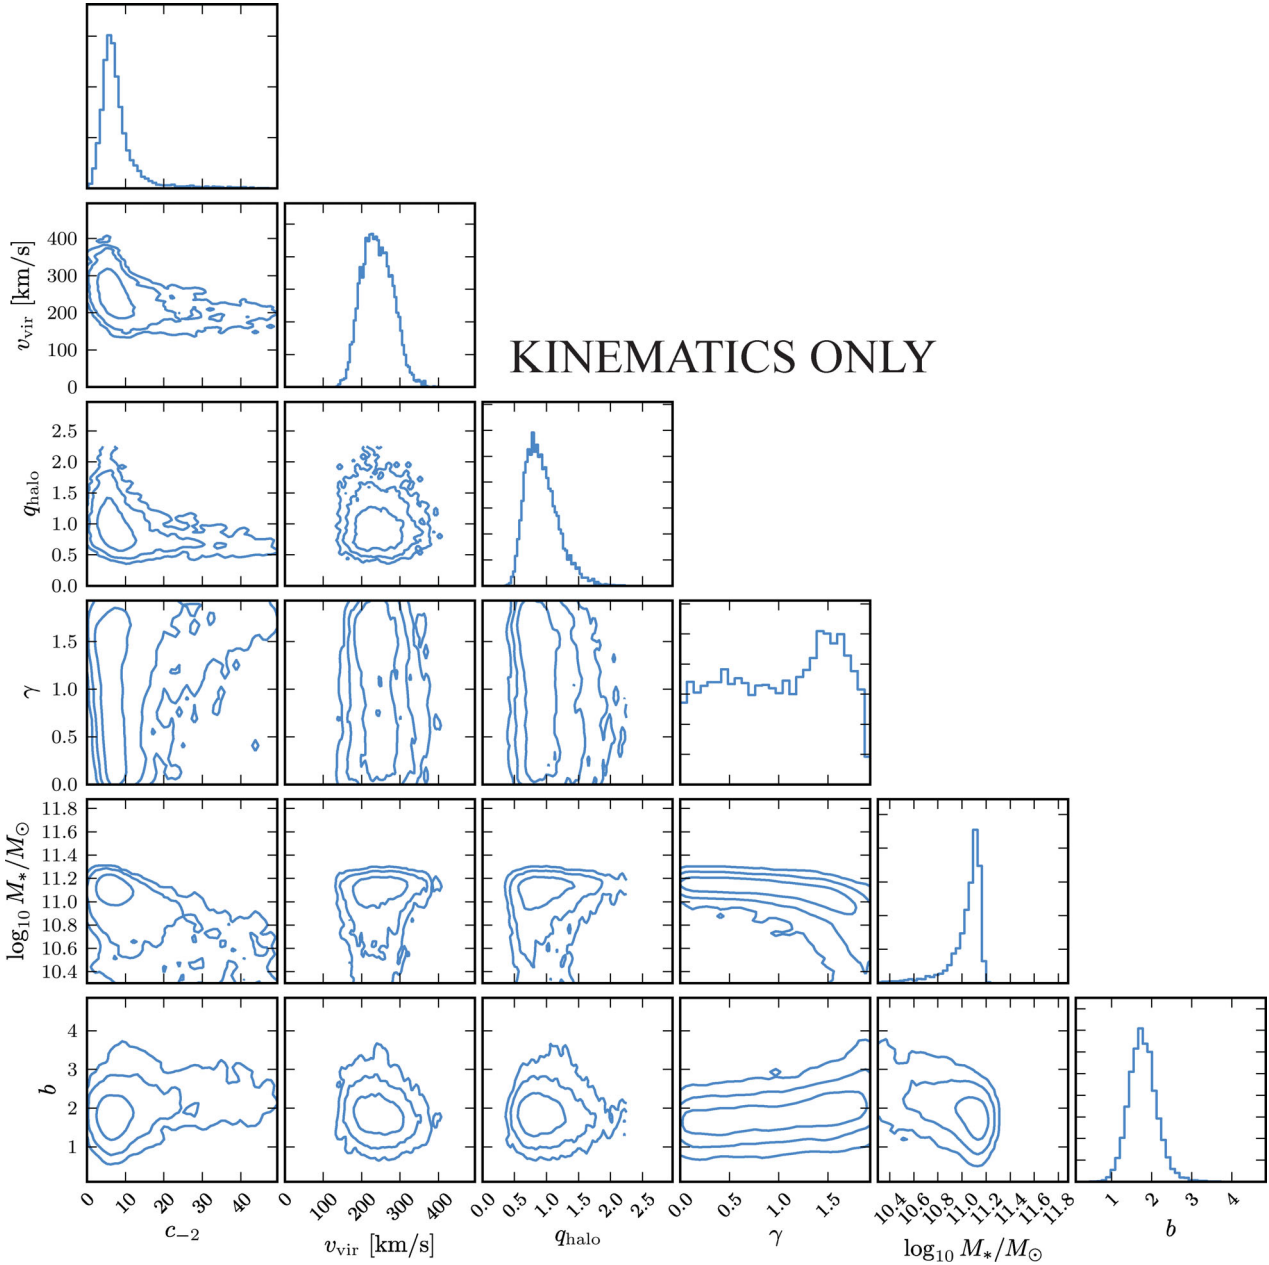 400
300
200
100
0
v_vir [km/s]
KINEMATICS ONLY
2.5
2.0
1.5
1.0
0.5
0.0
q_halo
1.5
1.0
0.5
0.0
γ
11.8
11.6
11.4
11.2
11.0
10.8
10.6
10.4
log₁₀ M∗/M⊙
4
3
2
1
b
0 10 20 30 40
0 100 200 300 400
0.0 0.5 1.0 1.5 2.0 2.5
0.0 0.5 1.0 1.5
10.4 10.6 10.8 11.0 11.2 11.4 11.6 11.8
1 2 3 4
c₋₂
v_vir [km/s]
q_halo
γ
log₁₀ M∗/M⊙
b